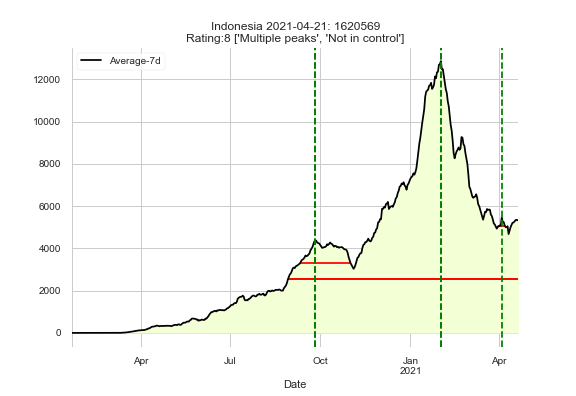 Indonesia 2021-04-21: 1620569
Rating:8 ['Multiple peaks', 'Not in control']
Average-7d
12000
10000
8000
6000
4000
2000
0
Apr Jul Oct Jan Apr
2021
Date